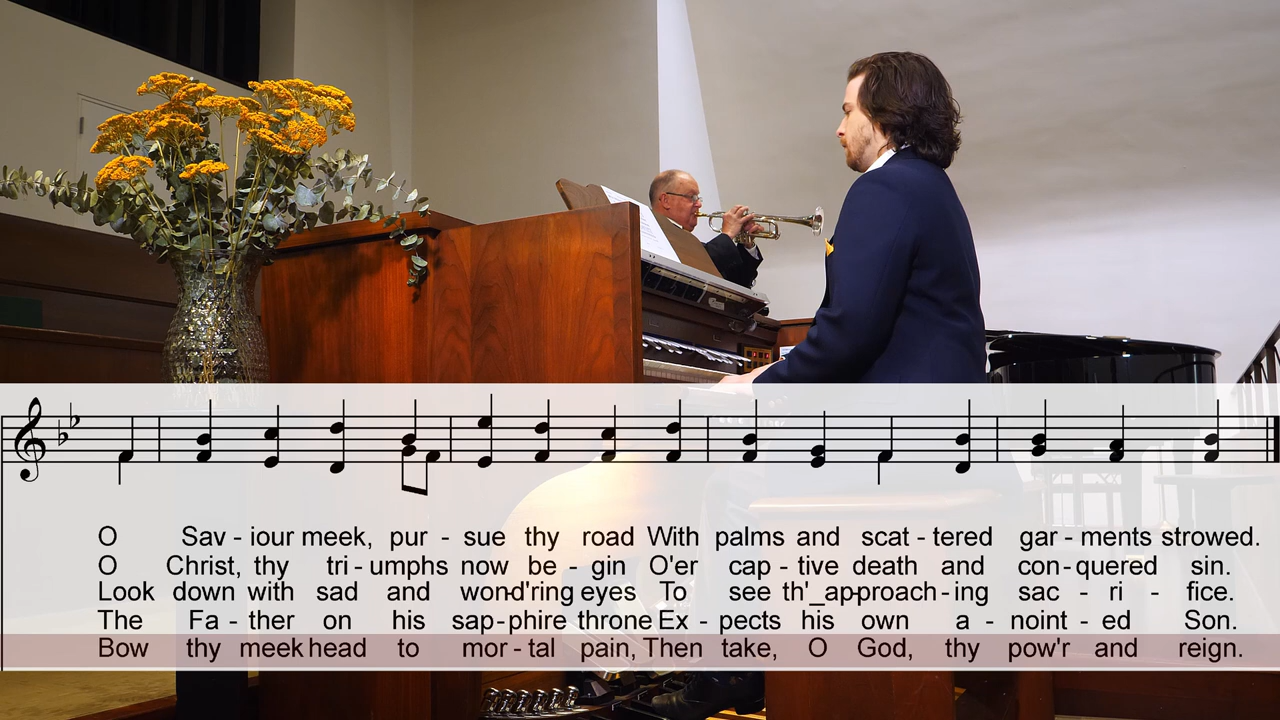 O Sav - iour meek, pur - sue thy road With palms and scat - tered gar - ments strowed.
O Christ, thy tri - umphs now be - gin O'er cap - tive death and con - quered sin.
Look down with sad and won - d'ring eyes To see th'_ap - proach - ing sac - ri - fice.
The Fa - ther on his sap - phire throne Ex - pects his own a - noint - ed Son.
Bow thy meek head to mor - tal pain, Then take, O God, thy pow'r and reign.